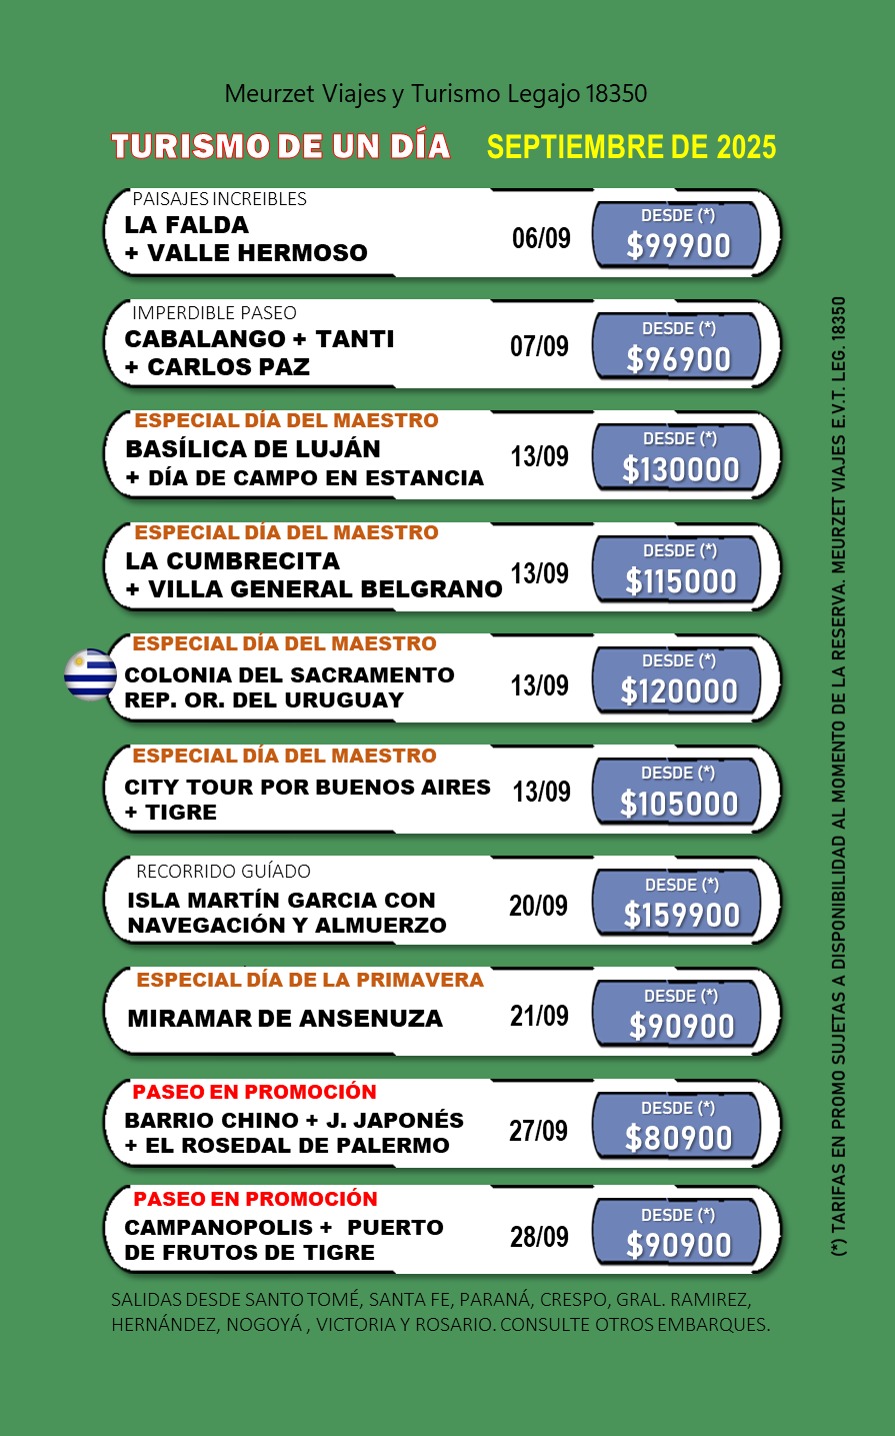 Meurzet Viajes y Turismo Legajo 18350
TURISMO DE UN DÍA SEPTIEMBRE DE 2025
PAISAJES INCREIBLES
LA FALDA
+ VALLE HERMOSO
06/09
DESDE (*)
$99900
IMPERDIBLE PASEO
CABALANGO + TANTI
+ CARLOS PAZ
07/09
DESDE (*)
$96900
ESPECIAL DÍA DEL MAESTRO
BASÍLICA DE LUJÁN
+ DÍA DE CAMPO EN ESTANCIA
13/09
DESDE (*)
$130000
ESPECIAL DÍA DEL MAESTRO
LA CUMBRECITA
+ VILLA GENERAL BELGRANO
13/09
DESDE (*)
$115000
ESPECIAL DÍA DEL MAESTRO
COLONIA DEL SACRAMENTO
REP. OR. DEL URUGUAY
13/09
DESDE (*)
$120000
ESPECIAL DÍA DEL MAESTRO
CITY TOUR POR BUENOS AIRES
+ TIGRE
13/09
DESDE (*)
$105000
RECORRIDO GUÍADO
ISLA MARTÍN GARCIA CON
NAVEGACIÓN Y ALMUERZO
20/09
DESDE (*)
$159900
ESPECIAL DÍA DE LA PRIMAVERA
MIRAMAR DE ANSENUZA
21/09
DESDE (*)
$90900
PASEO EN PROMOCIÓN
BARRIO CHINO + J. JAPONÉS
+ EL ROSEDAL DE PALERMO
27/09
DESDE (*)
$80900
PASEO EN PROMOCIÓN
CAMPANOPOLIS + PUERTO
DE FRUTOS DE TIGRE
28/09
DESDE (*)
$90900
SALIDAS DESDE SANTO TOMÉ, SANTA FE, PARANÁ, CRESPO, GRAL. RAMIREZ,
HERNÁNDEZ, NOGOYÁ , VICTORIA Y ROSARIO. CONSULTE OTROS EMBARQUES.
(*) TARIFAS EN PROMO SUJETAS A DISPONIBILIDAD AL MOMENTO DE LA RESERVA. MEURZET VIAJES E.V.T. LEG. 18350